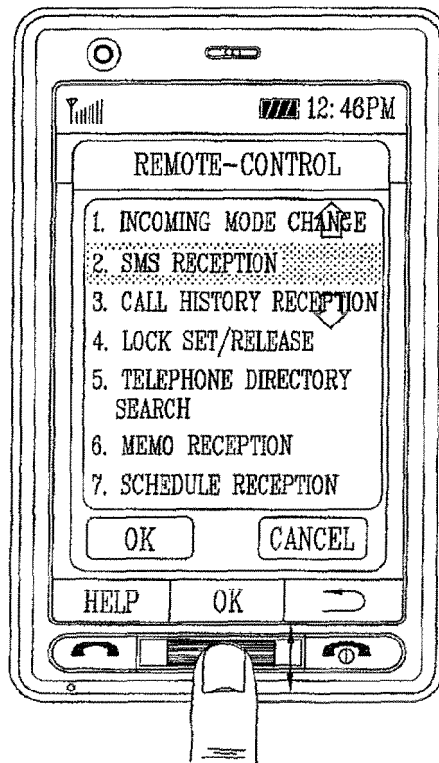 12:46PM
REMOTE-CONTROL
1. INCOMING MODE CHANGE
2. SMS RECEPTION
3. CALL HISTORY RECEPTION
4. LOCK SET/RELEASE
5. TELEPHONE DIRECTORY
SEARCH
6. MEMO RECEPTION
7. SCHEDULE RECEPTION
OK CANCEL
HELP OK